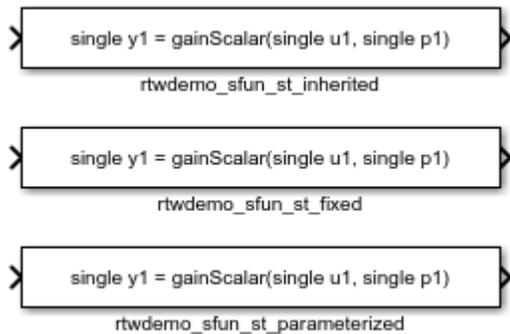 single y1 = gainScalar(single u1, single p1)
rtwdemo_sfun_st_inherited
single y1 = gainScalar(single u1, single p1)
rtwdemo_sfun_st_fixed
single y1 = gainScalar(single u1, single p1)
rtwdemo_sfun_st_parameterized